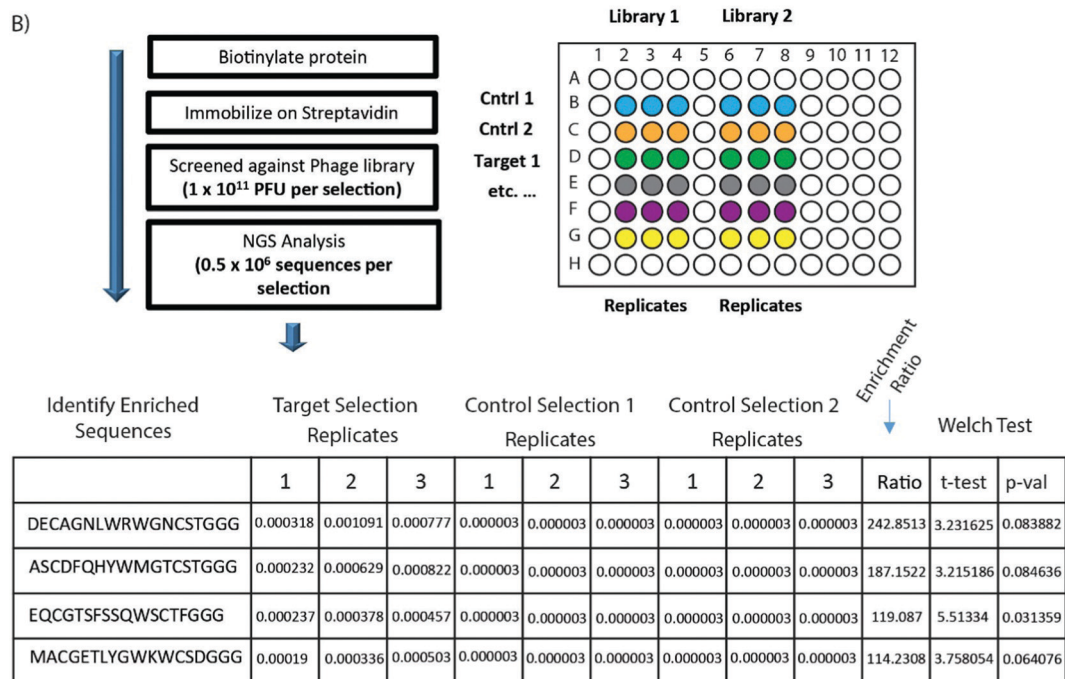 B)
Biotinylate protein
Immobilize on Streptavidin
Screened against Phage library
(1 x 10¹¹ PFU per selection)
NGS Analysis
(0.5 x 10⁶ sequences per
selection
Library 1 Library 2
1 2 3 4 5 6 7 8 9 10 11 12
A
Cntrl 1 B
Cntrl 2 C
Target 1 D
etc. ... E
F
G
H
Replicates Replicates
Enrichment
Ratio
Identify Enriched
Sequences
Target Selection
Replicates
Control Selection 1
Replicates
Control Selection 2
Replicates
Welch Test
1 2 3 1 2 3 1 2 3 Ratio t-test p-val
DECAGNLWRWGNCSTGGG 0.000318 0.001091 0.000777 0.000003 0.000003 0.000003 0.000003 0.000003 0.000003 242.8513 3.231625 0.083882
ASCDFQHYWMGTCSTGGG 0.000232 0.000629 0.000822 0.000003 0.000003 0.000003 0.000003 0.000003 0.000003 187.1522 3.215186 0.084636
EQCGTSFSSQWSCTFGGG 0.000237 0.000378 0.000457 0.000003 0.000003 0.000003 0.000003 0.000003 0.000003 119.087 5.51334 0.031359
MACGETLYGWKWCSDGGG 0.00019 0.000336 0.000503 0.000003 0.000003 0.000003 0.000003 0.000003 0.000003 114.2308 3.758054 0.064076